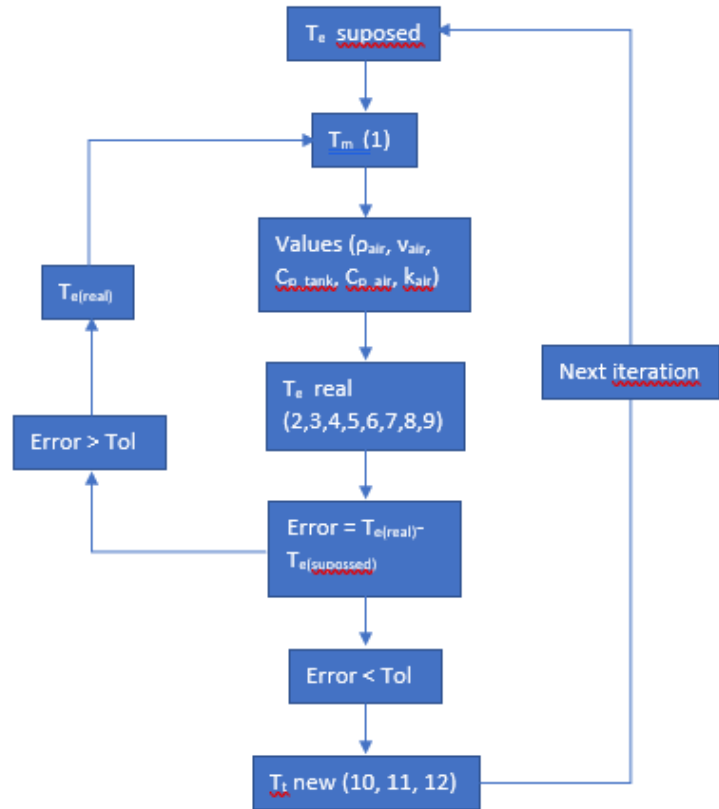 Te suposed
Tm (1)
Values (ρair, vair,
Cp_tank, Cp_air, kair)
Te(real)
Te real
(2,3,4,5,6,7,8,9)
Next iteration
Error > Tol
Error = Te(real)-
Te(supossed)
Error < Tol
Tt new (10, 11, 12)